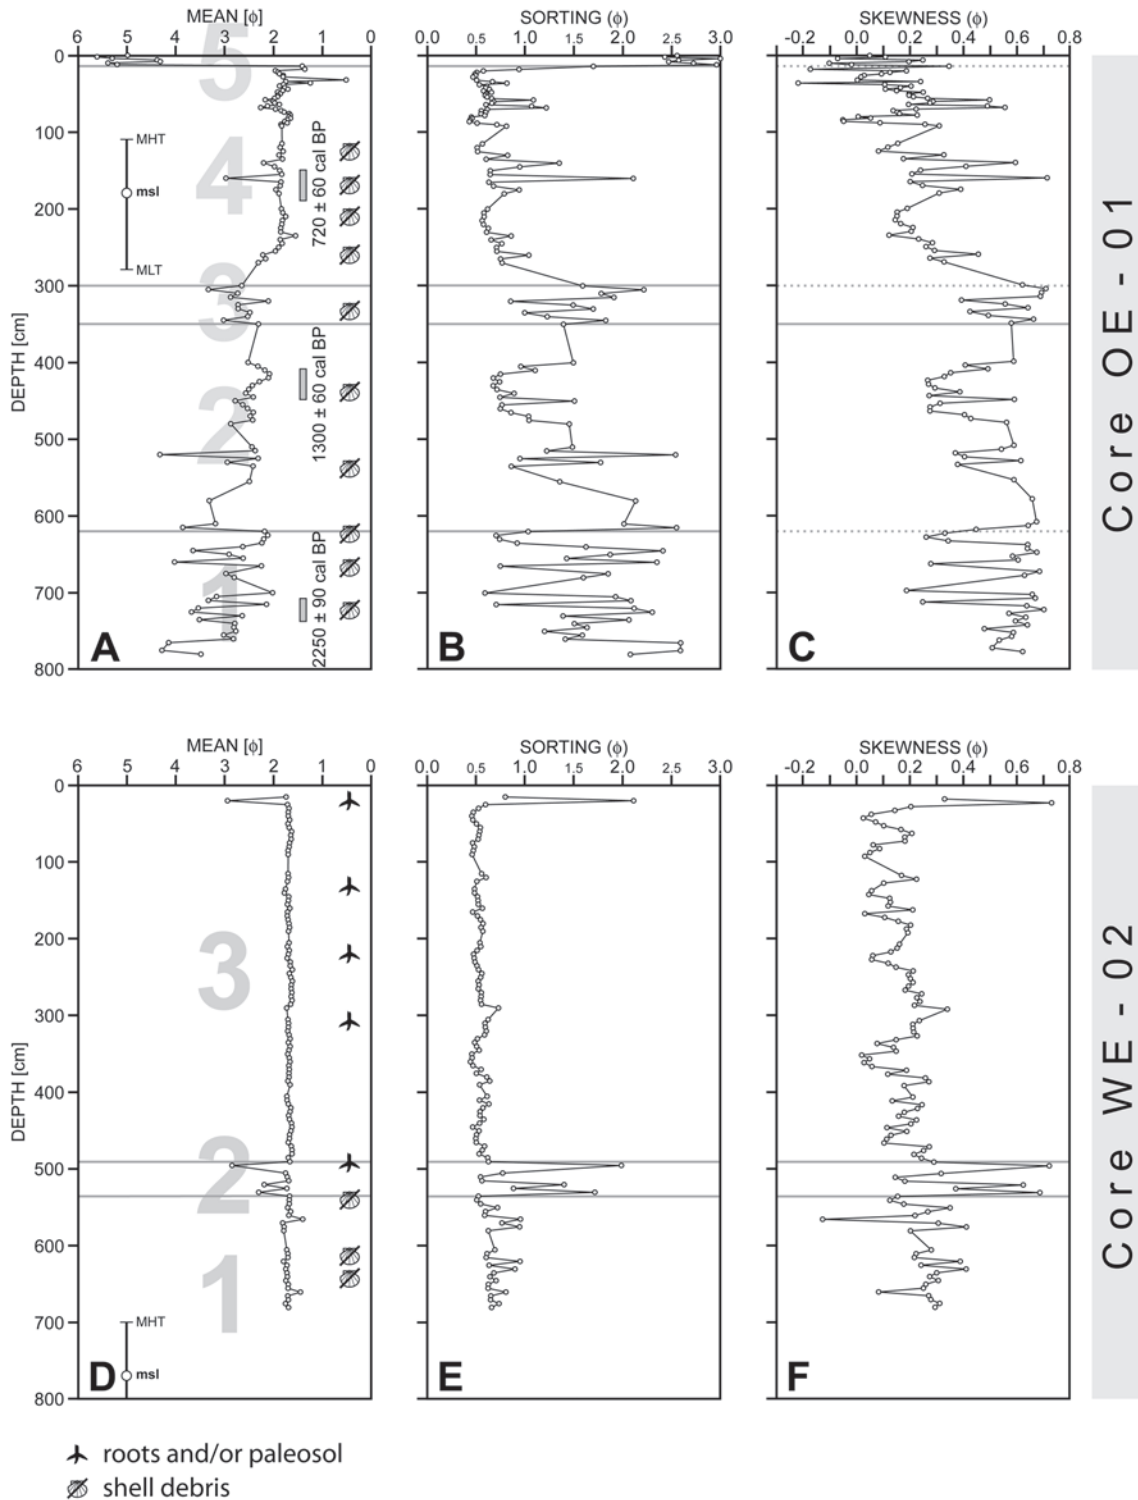 MEAN [ϕ] SORTING (ϕ) SKEWNESS (ϕ)
6 5 4 3 2 1 0 0.0 0.5 1.0 1.5 2.0 2.5 3.0 -0.2 0.0 0.2 0.4 0.6 0.8
0
100
200
300
400
500
600
700
800
DEPTH [cm]
5
4
3
2
1
MHT
msl
MLT
720 ± 60 cal BP
1300 ± 60 cal BP
2250 ± 90 cal BP
A B C
Core OE - 01
MEAN [ϕ] SORTING (ϕ) SKEWNESS (ϕ)
6 5 4 3 2 1 0 0.0 0.5 1.0 1.5 2.0 2.5 3.0 -0.2 0.0 0.2 0.4 0.6 0.8
0
100
200
300
400
500
600
700
800
DEPTH [cm]
3
2
1
MHT
msl
D E F
Core WE - 02
roots and/or paleosol
shell debris